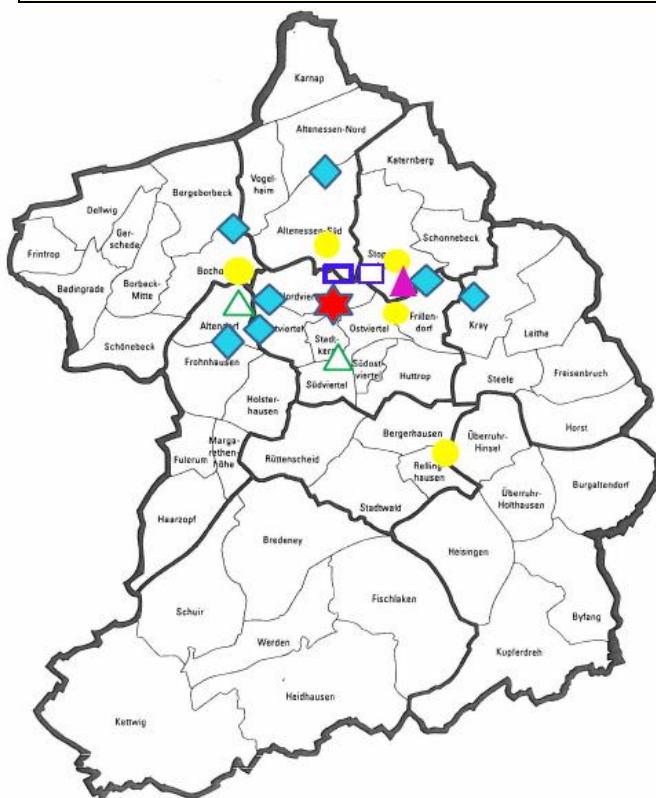 Karnap
Altenessen-Nord
Katernberg
Vogel-
heim
Bergeborbeck
Dellwig
Ger-
schede
Altenessen-Süd
Schonnebeck
Frintrop
Bedingrade
Borbeck-
Mitte
Schönebeck
Kray
Leithe
Altendorf
Frohnhausen
Stadt-
kern
Ostviertel
Frillen-
dorf
Südost-
viertel
Südviertel
Huttrop
Steele
Freisenbruch
Horst
Holster-
hausen
Fulerum
Marga-
rethen-
höhe
Rüttenscheid
Bergerhausen
Relling-
hausen
Überruhr-
Hinsel
Überruhr-
Holthausen
Burgaltendorf
Haarzopf
Stadtwald
Bredeney
Heisingen
Schuir
Fischlaken
Byfang
Werden
Kupferdreh
Heidhausen
Kettwig